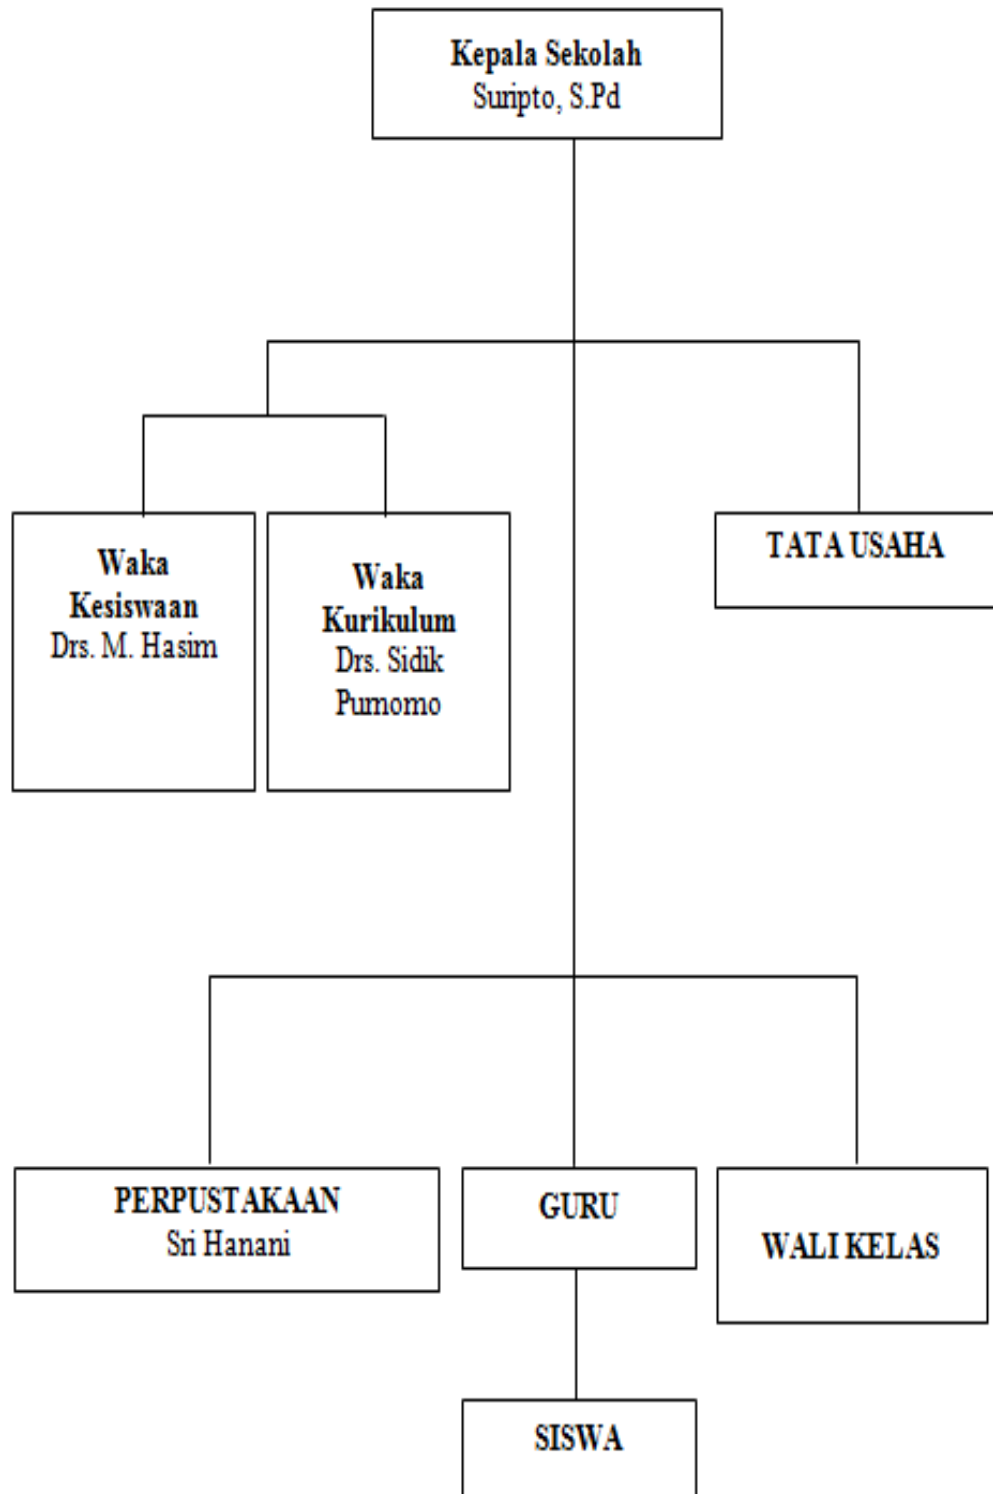 Kepala Sekolah
Suripto, S.Pd
Waka
Kesiswaan
Drs. M. Hasim
Waka
Kurikulum
Drs. Sidik
Purnomo
TATA USAHA
PERPUSTAKAAN
Sri Hanani
GURU
WALI KELAS
SISWA